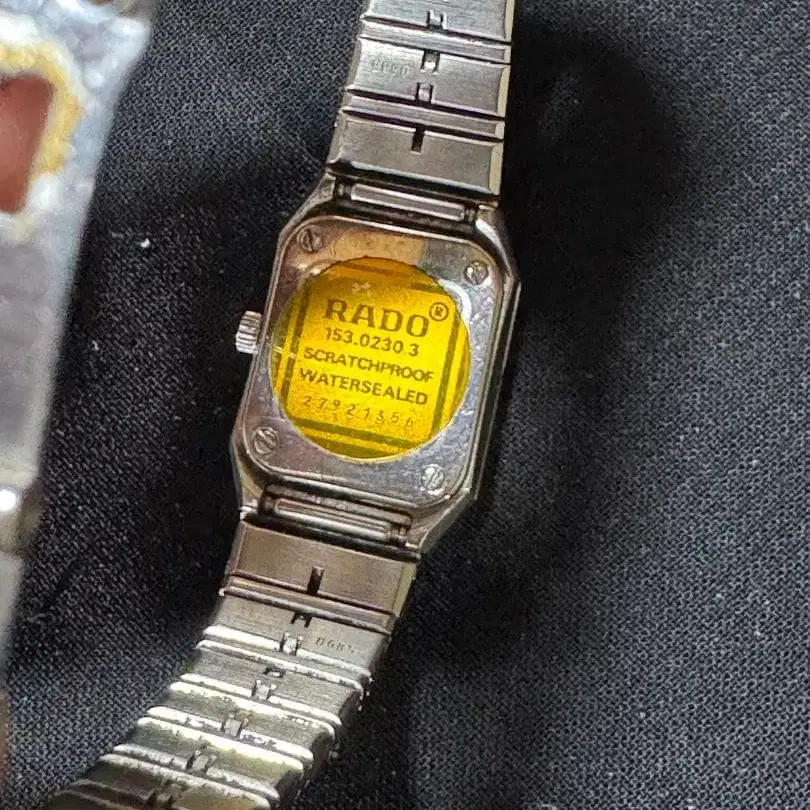 RADO®
153.0230.3
SCRATCHPROOF
WATERSEALED
27921356